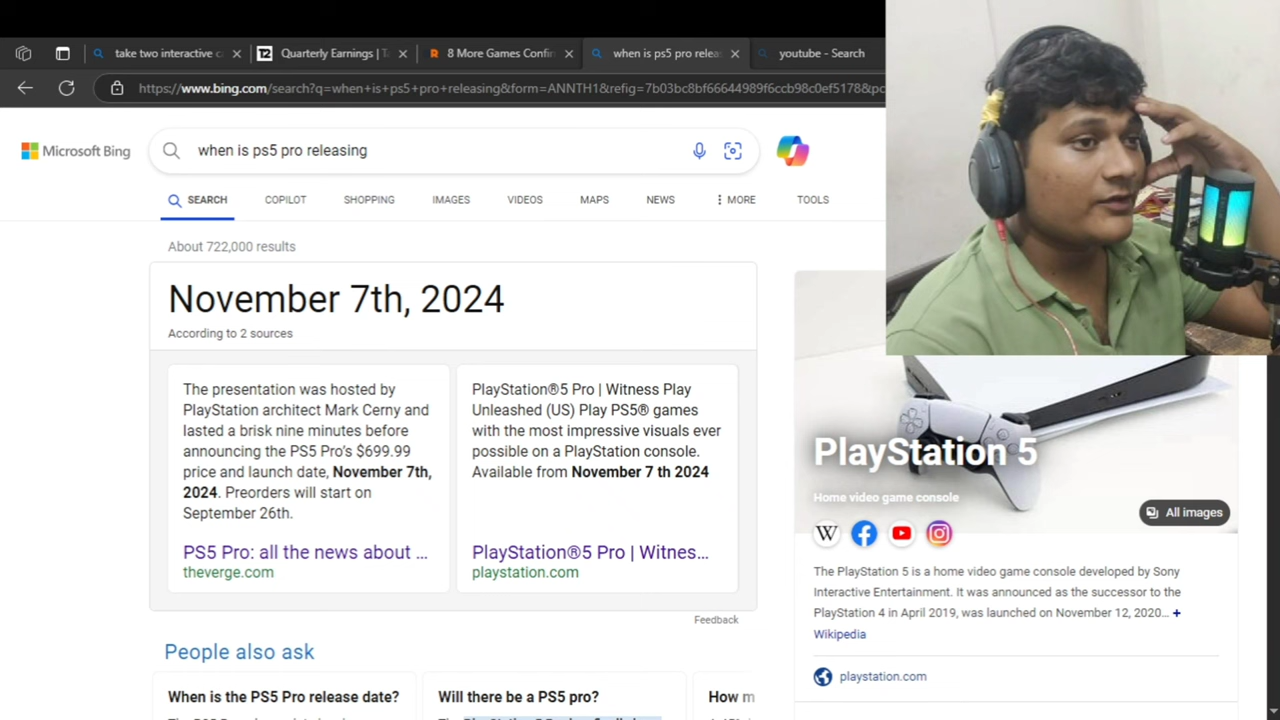 take two interactive c
Quarterly Earnings | Ta
8 More Games Confir
when is ps5 pro releas
youtube - Search
https://www.bing.com/search?q=when+is+ps5+pro+releasing&form=ANNTH1&refig=7b03bc8bf66644989f6ccb98c0ef5178&pc
Microsoft Bing
when is ps5 pro releasing
SEARCH
COPILOT
SHOPPING
IMAGES
VIDEOS
MAPS
NEWS
MORE
TOOLS
About 722,000 results
November 7th, 2024
According to 2 sources
The presentation was hosted by
PlayStation architect Mark Cerny and
lasted a brisk nine minutes before
announcing the PS5 Pro's $699.99
price and launch date, November 7th,
2024. Preorders will start on
September 26th.
PS5 Pro: all the news about ...
theverge.com
PlayStation®5 Pro | Witness Play
Unleashed (US) Play PS5® games
with the most impressive visuals ever
possible on a PlayStation console.
Available from November 7 th 2024
PlayStation®5 Pro | Witnes...
playstation.com
Feedback
People also ask
When is the PS5 Pro release date?
Will there be a PS5 pro?
How m
PlayStation 5
Home video game console
All images
The PlayStation 5 is a home video game console developed by Sony
Interactive Entertainment. It was announced as the successor to the
PlayStation 4 in April 2019, was launched on November 12, 2020... +
Wikipedia
playstation.com